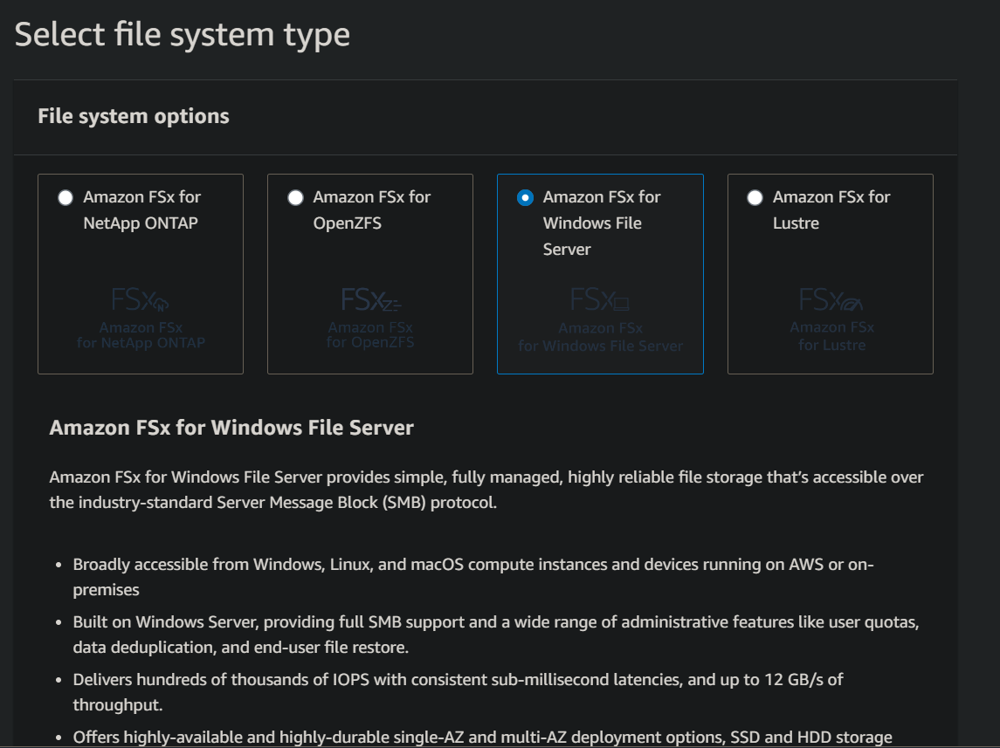 Select file system type
File system options
Amazon FSx for
NetApp ONTAP
FSx
Amazon FSx
for NetApp ONTAP
Amazon FSx for
OpenZFS
FSx
Amazon FSx
for OpenZFS
Amazon FSx for
Windows File
Server
FSx
Amazon FSx
for Windows File Server
Amazon FSx for
Lustre
FSx
Amazon FSx
for Lustre
Amazon FSx for Windows File Server
Amazon FSx for Windows File Server provides simple, fully managed, highly reliable file storage that’s accessible over
the industry-standard Server Message Block (SMB) protocol.
• Broadly accessible from Windows, Linux, and macOS compute instances and devices running on AWS or on-
premises
• Built on Windows Server, providing full SMB support and a wide range of administrative features like user quotas,
data deduplication, and end-user file restore.
• Delivers hundreds of thousands of IOPS with consistent sub-millisecond latencies, and up to 12 GB/s of
throughput.
• Offers highly-available and highly-durable single-AZ and multi-AZ deployment options, SSD and HDD storage